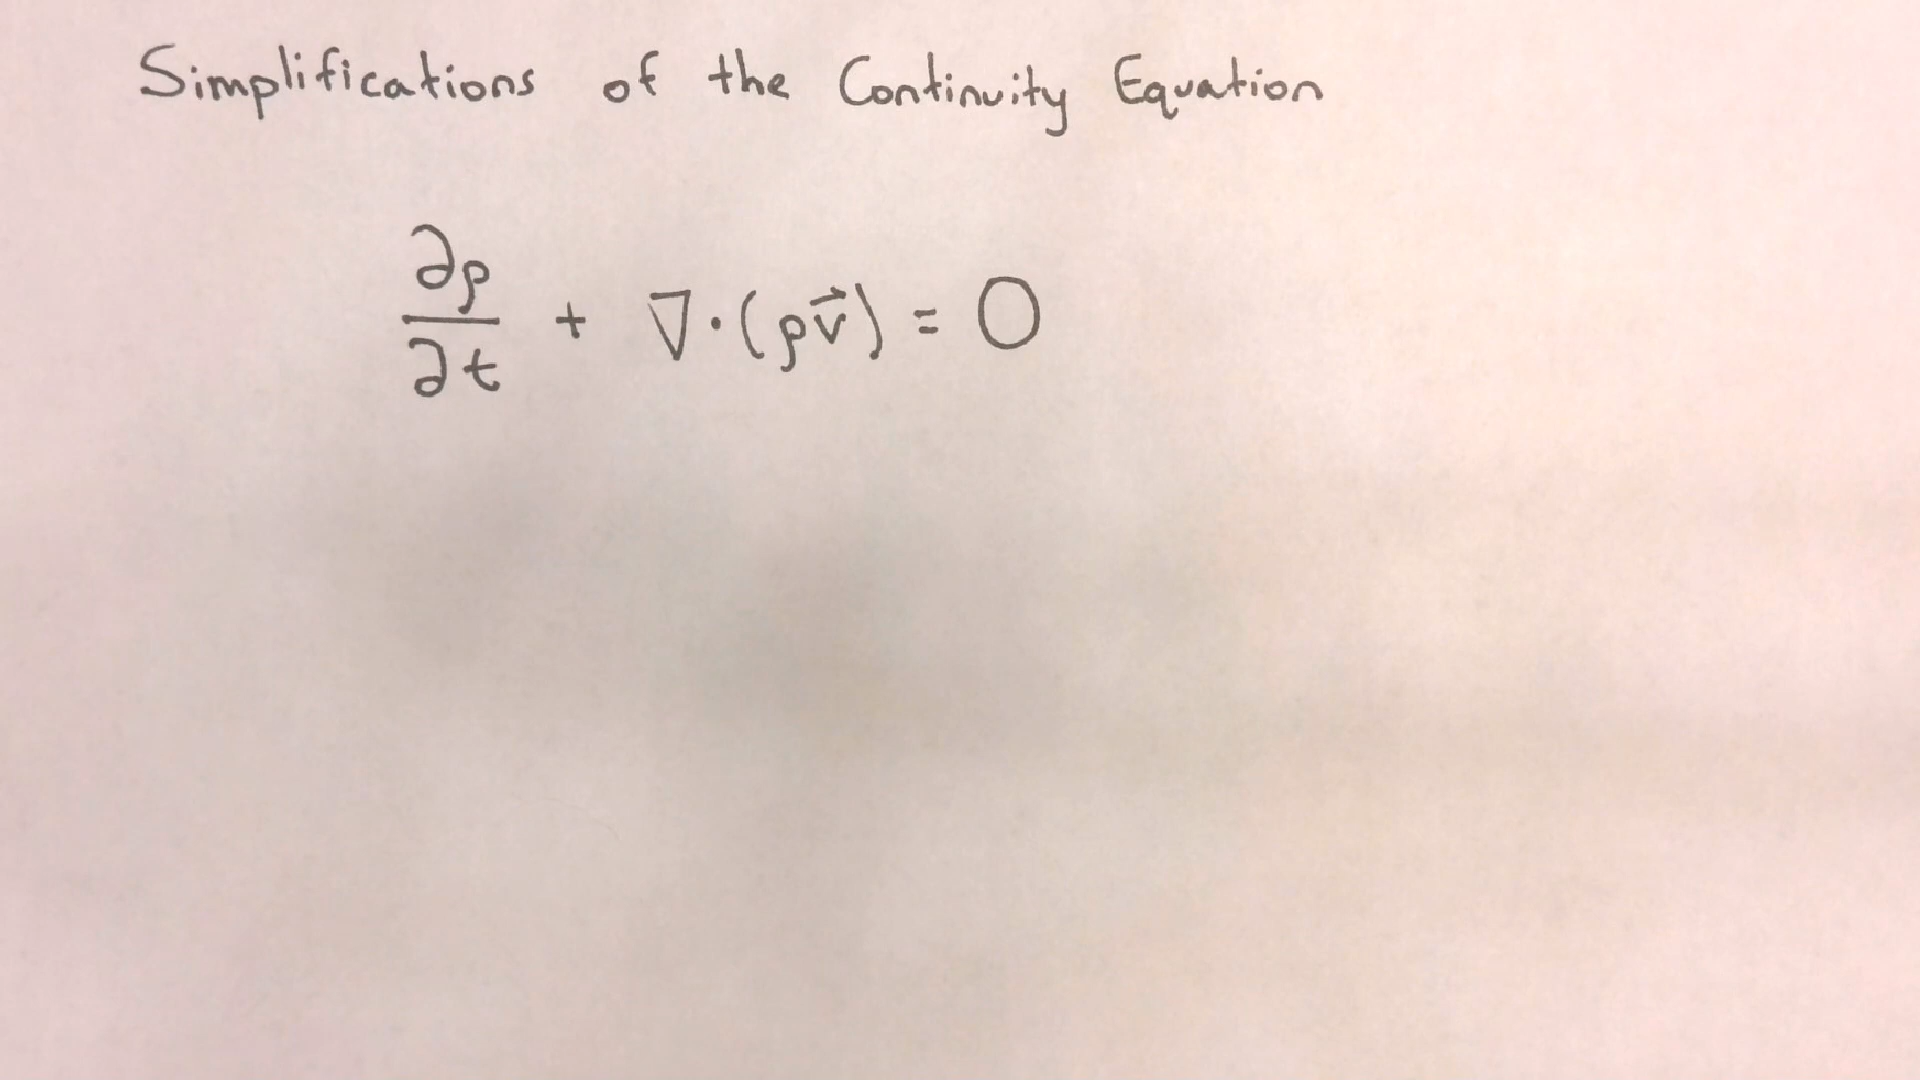 Simplifications of the Continuity Equation
∂ρ/∂t + ∇·(ρv⃗) = 0